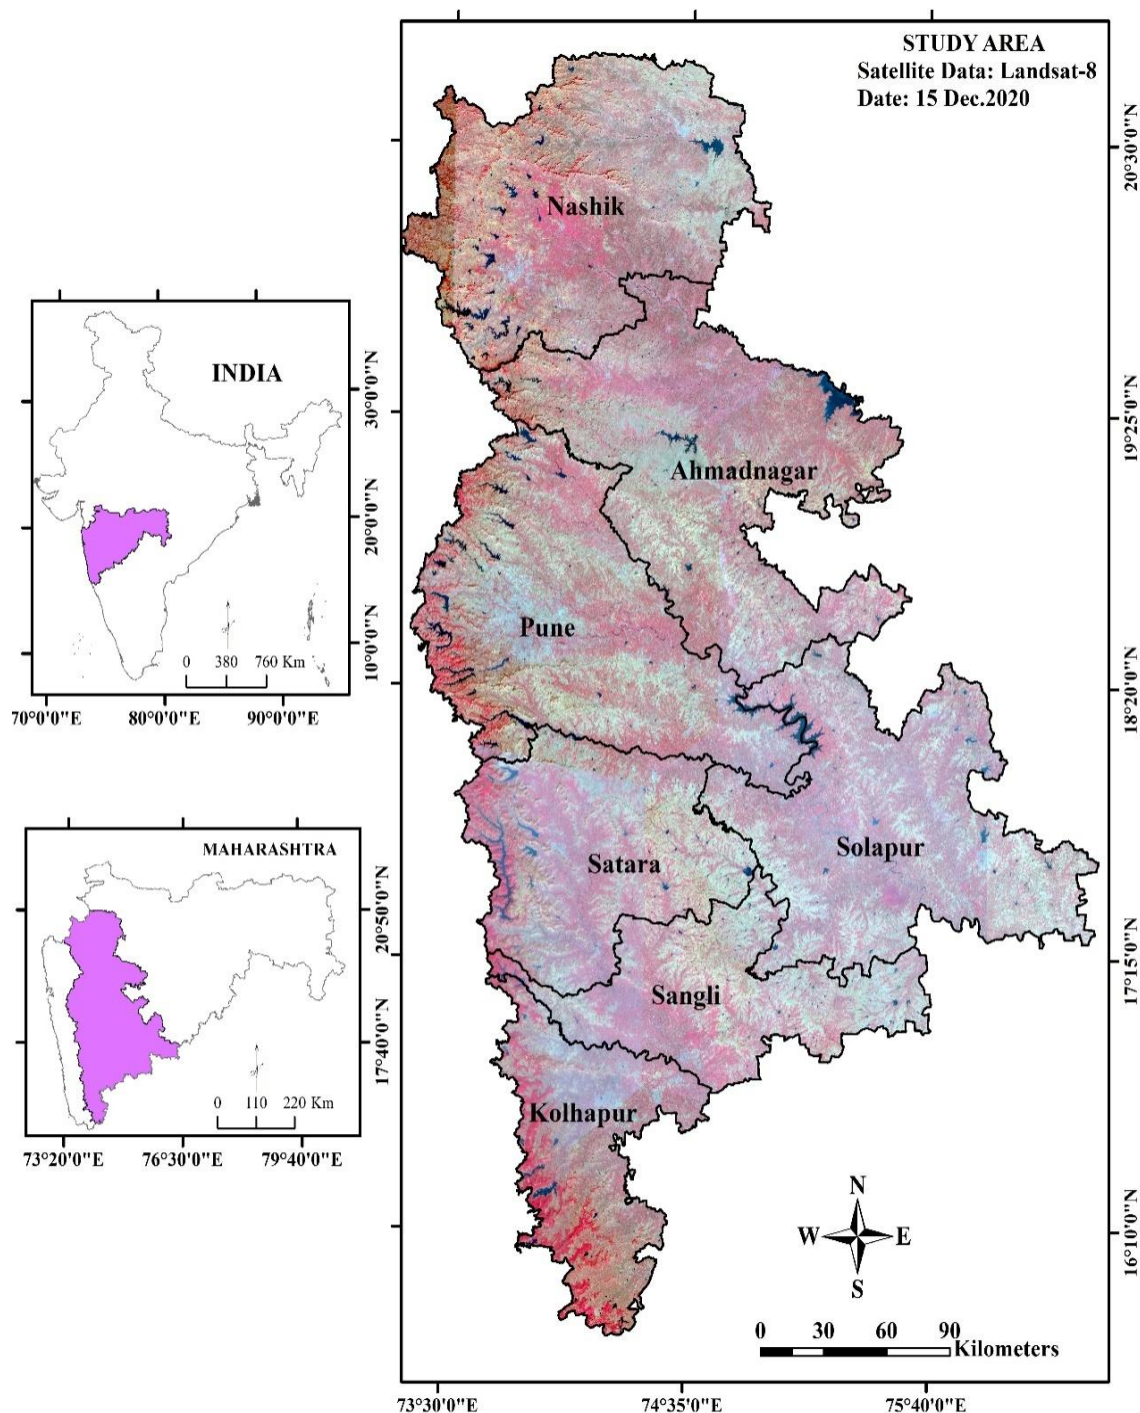 STUDY AREA
Satellite Data: Landsat-8
Date: 15 Dec.2020
20°30'0"N
19°25'0"N
18°20'0"N
17°15'0"N
16°10'0"N
Nashik
Ahmadnagar
Pune
Solapur
Satara
Sangli
Kolhapur
N
W
E
S
0 30 60 90
Kilometers
73°30'0"E 74°35'0"E 75°40'0"E
INDIA
30°0'0"N
20°0'0"N
10°0'0"N
0 380 760 Km
70°0'0"E 80°0'0"E 90°0'0"E
MAHARASHTRA
20°50'0"N
17°40'0"N
0 110 220 Km
73°20'0"E 76°30'0"E 79°40'0"E